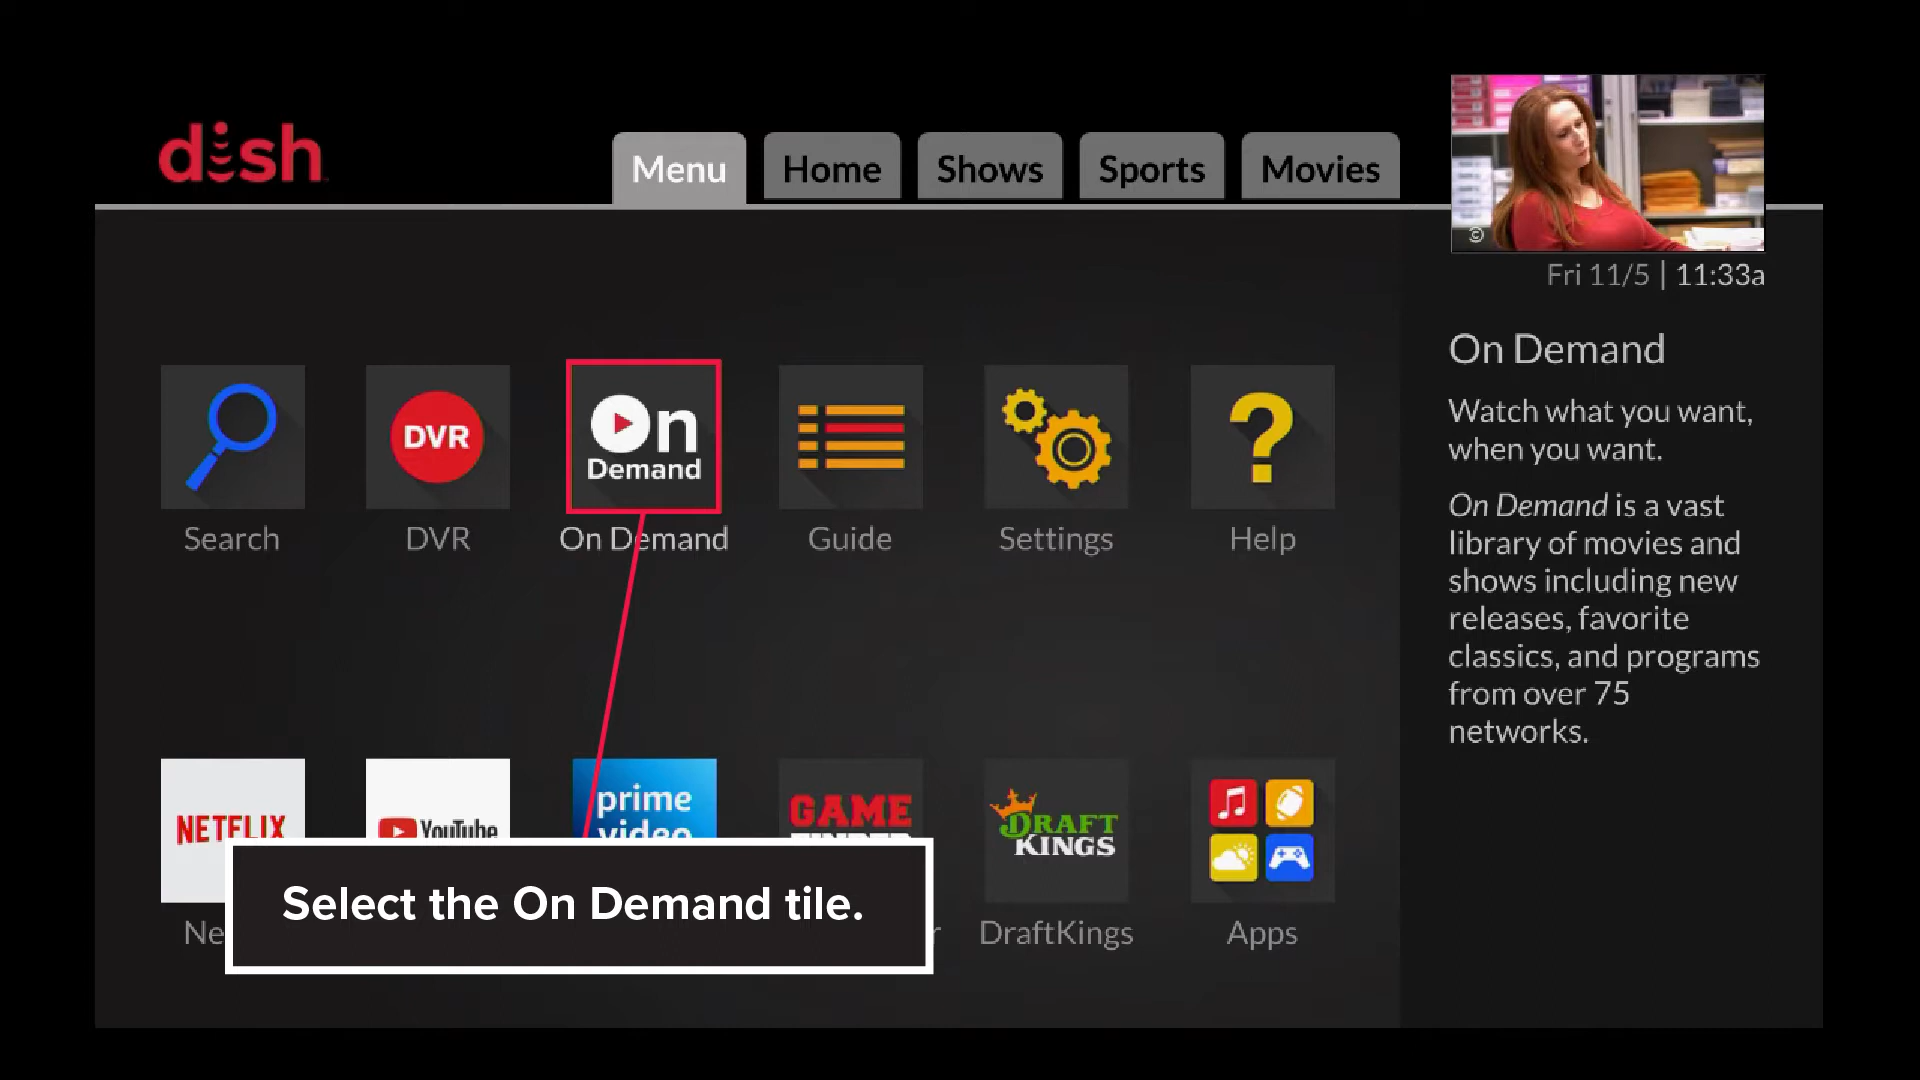 dish
Menu
Home
Shows
Sports
Movies
©
Fri 11/5 | 11:33a
DVR
On
Demand
Search
DVR
On Demand
Guide
Settings
Help
On Demand
Watch what you want,
when you want.
On Demand is a vast
library of movies and
shows including new
releases, favorite
classics, and programs
from over 75
networks.
NETFLIX
YouTube
prime
video
GAME
DRAFT
KINGS
DraftKings
Apps
Select the On Demand tile.